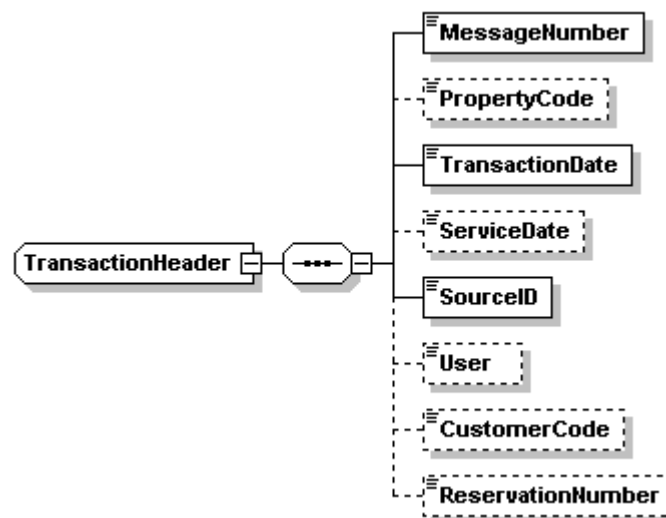 MessageNumber
PropertyCode
TransactionDate
ServiceDate
TransactionHeader
SourceID
User
CustomerCode
ReservationNumber